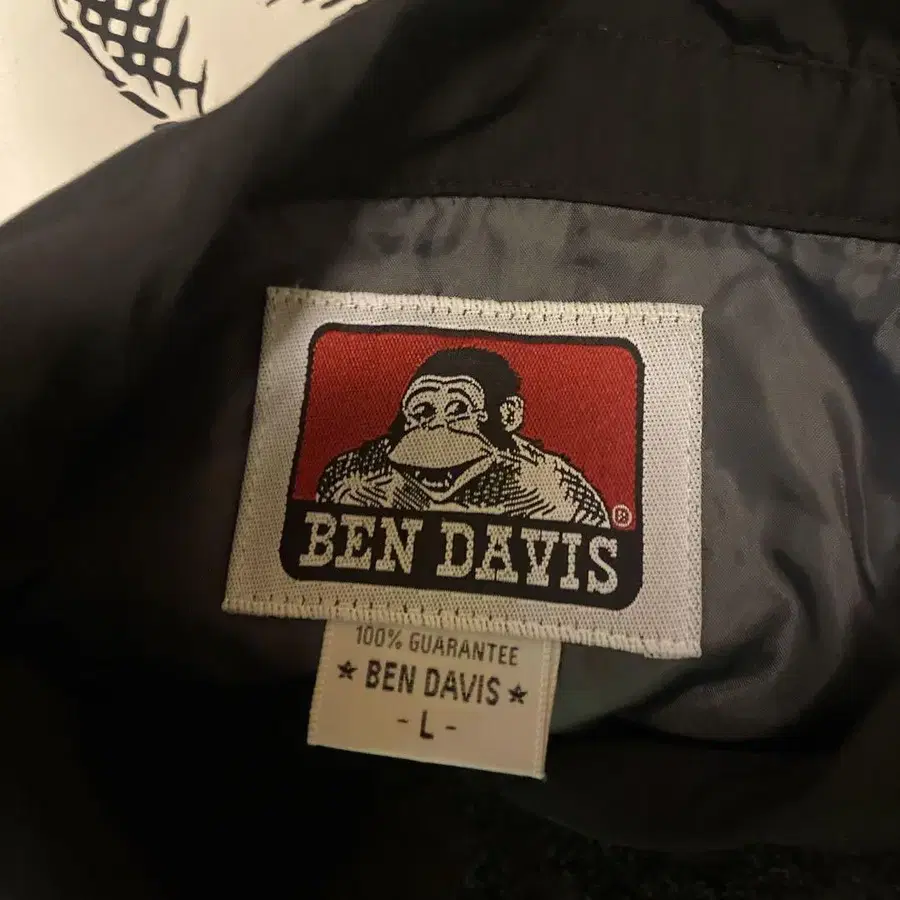 ®
BEN DAVIS
100% GUARANTEE
★ BEN DAVIS ★
- L -